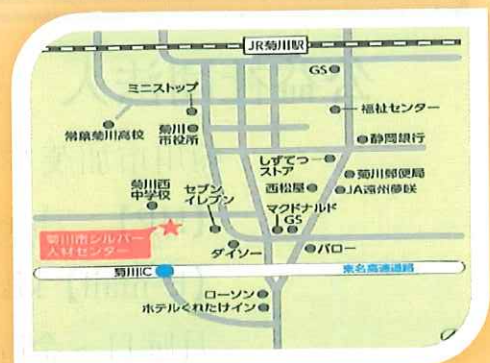 JR菊川駅
GS
ミニストップ
福祉センター
常葉菊川高校
菊川
市役所
静岡銀行
しずてつ
ストア
菊川郵便局
菊川西
中学校
セブン
イレブン
西松屋
JA遠州夢咲
マクドナルド
GS
菊川市シルバー
人材センター
ダイソー
バロー
菊川IC
東名高速道路
ローソン
ホテルくれたけイン